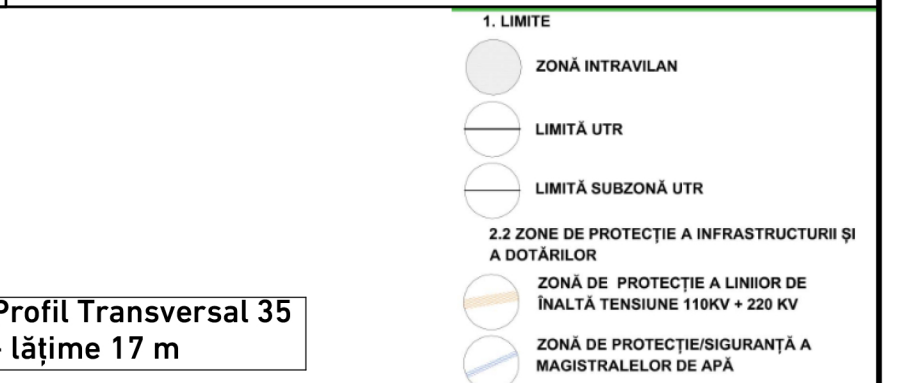 1. LIMITE
ZONĂ INTRAVILAN
LIMITĂ UTR
LIMITĂ SUBZONĂ UTR
2.2 ZONE DE PROTECȚIE A INFRASTRUCTURII ȘI
A DOTĂRILOR
ZONĂ DE PROTECȚIE A LINIIOR DE
ÎNALTĂ TENSIUNE 110KV + 220 KV
ZONĂ DE PROTECȚIE/SIGURANȚĂ A
MAGISTRALELOR DE APĂ
Profil Transversal 35
- lățime 17 m